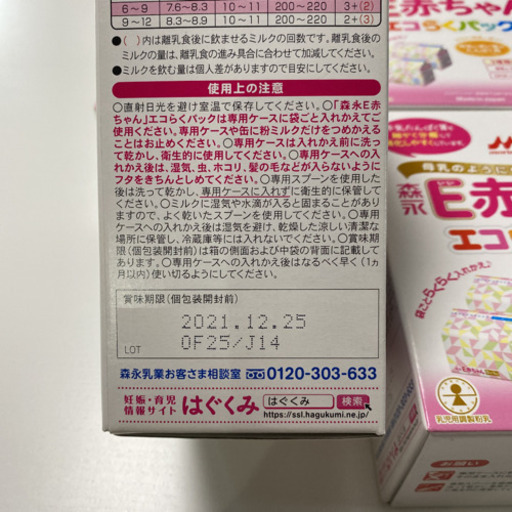 6～9 7.6～8.3 10～11 200～220 3+(2)
9～12 8.3～8.9 10～11 200～220 2+(3)
●( )内は離乳食後に飲ませるミルクの回数です。離乳食後の
ミルクの量は、離乳食の進み具合に合わせて加減してください。
●ミルクを飲む量は個人差がありますので目安にしてください。
使用上の注意
○直射日光を避け室温で保存してください。○「森永E赤
ちゃん」エコらくパックは専用ケースに袋ごと入れかえてご
使用ください。専用ケースや缶に粉ミルクだけをつめかえる
ことはお止めください。○専用ケースは入れかえ前に洗
って乾かし、衛生的に使用してください。○専用ケースへの入
れかえ後は、湿気、虫、ホコリ、髪の毛などが入らないように
フタをきちんとしめてください。○専用スプーンを使用した
後は洗って乾かし、専用ケースに入れずに衛生的に保管して
ください。○ミルクに湿気や水滴が入ると固まることがありま
すので、よく乾いたスプーンを使用してください。○専用
ケースへの入れかえ後は湿気を避け、乾燥した涼しい清潔
な場所に保管し、冷蔵庫等には入れないでください。○賞味期
限(個包装開封前)は箱の側面および中袋の背面に記載して
あります。○専用ケースへの入れかえ後はなるべく早く(1ヵ
月以内)使い切るようにしてください。
賞味期限(個包装開封前)
2021.12.25
LOT 0F25/J14
森永乳業お客さま相談室 0120-303-633
妊娠・育児
情報サイト はぐくみ はぐくみ 検索
https://ssl.hagukumi.ne.jp/
E赤ちゃん
エコらくパック
母乳のように
森永
E赤
エコら
袋ごとらくらく入れかえ♪
乳児用調製粉乳
お願い